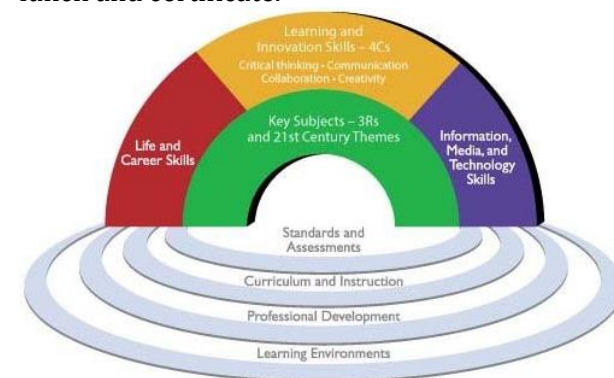 Learning and
Innovation Skills – 4Cs
Critical thinking • Communication
Collaboration • Creativity
Key Subjects – 3Rs
and 21st Century Themes
Life and
Career Skills
Information,
Media, and
Technology
Skills
Standards and
Assessments
Curriculum and Instruction
Professional Development
Learning Environments